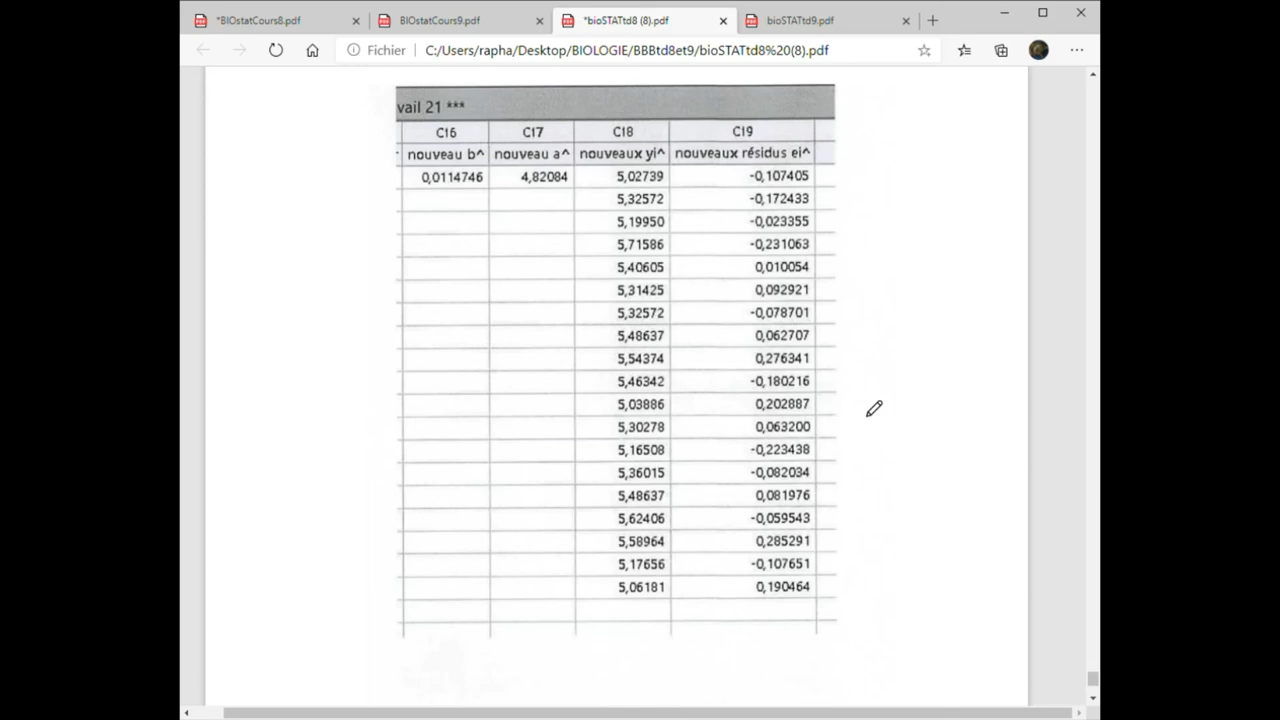 *BIOstatCours8.pdf
BIOstatCours9.pdf
*bioSTATtd8 (8).pdf
bioSTATtd9.pdf
Fichier C:/Users/rapha/Desktop/BIOLOGIE/BBBtd8et9/bioSTATtd8%20(8).pdf
vail 21 ***
C16 C17 C18 C19
nouveau b^ nouveau a^ nouveaux yi^ nouveaux résidus ei^
0,0114746 4,82084 5,02739 -0,107405
5,32572 -0,172433
5,19950 -0,023355
5,71586 -0,231063
5,40605 0,010054
5,31425 0,092921
5,32572 -0,078701
5,48637 0,062707
5,54374 0,276341
5,46342 -0,180216
5,03886 0,202887
5,30278 0,063200
5,16508 -0,223438
5,36015 -0,082034
5,48637 0,081976
5,62406 -0,059543
5,58964 0,285291
5,17656 -0,107651
5,06181 0,190464